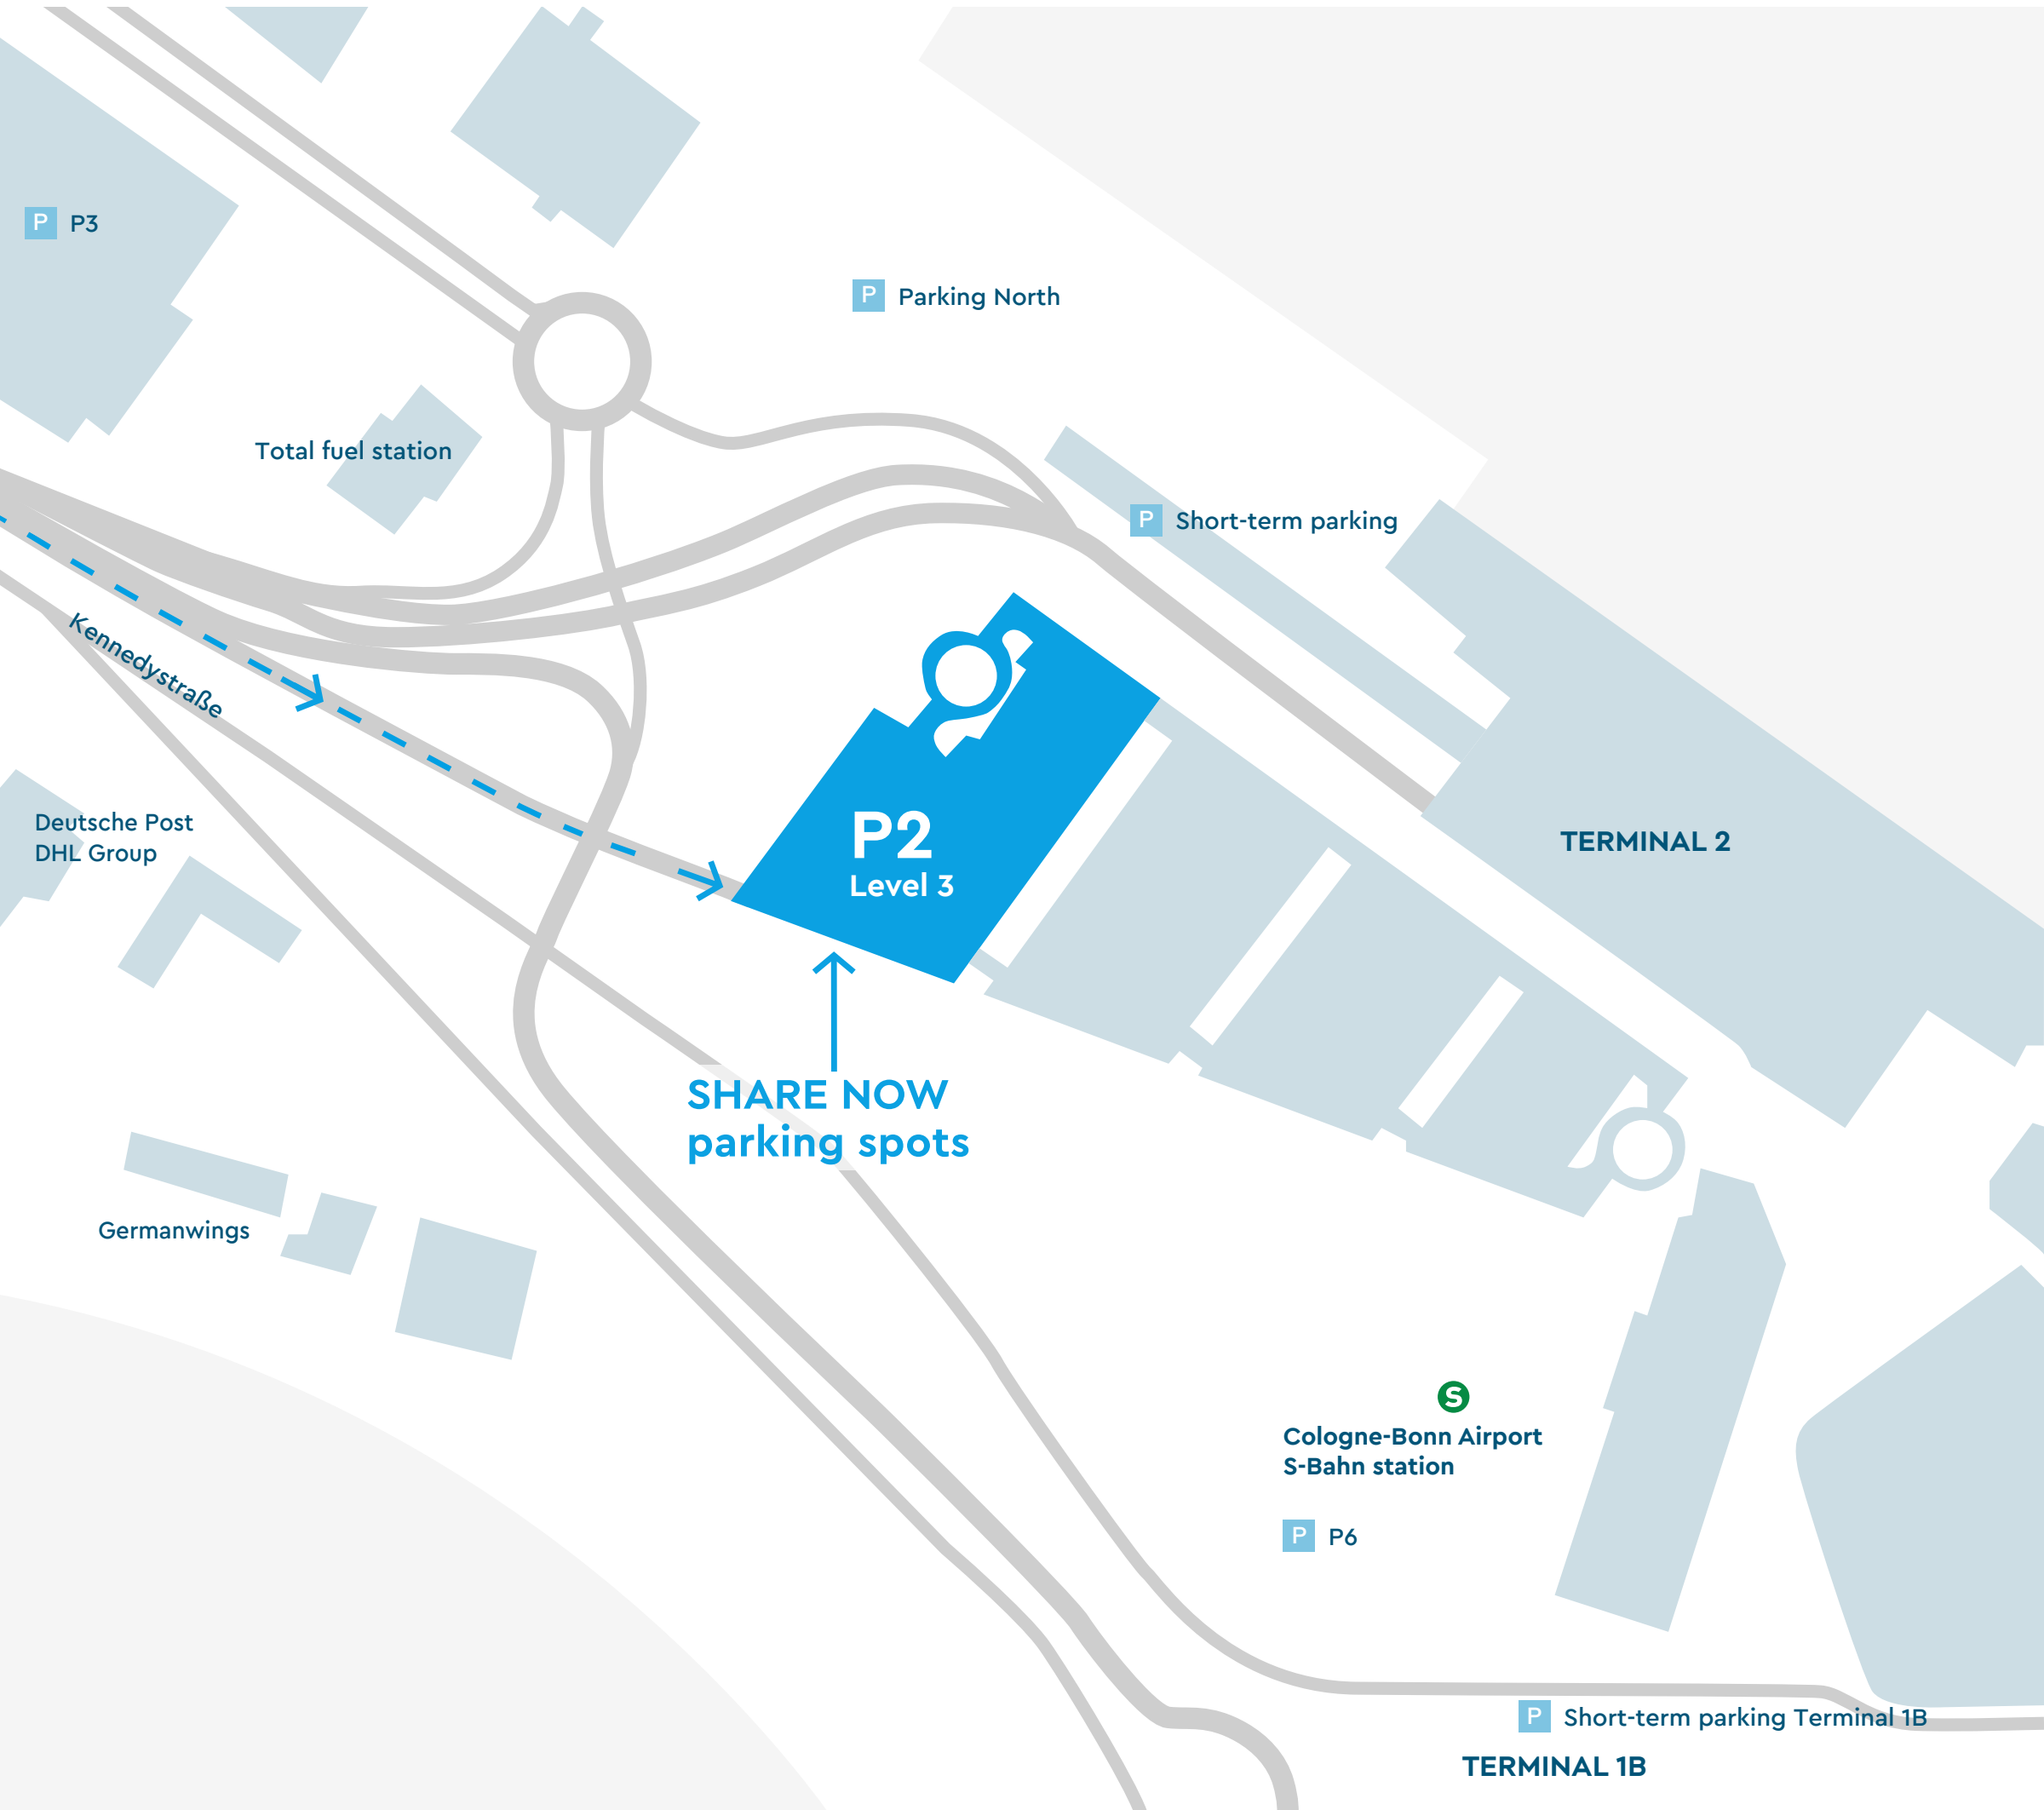 P P3
P Parking North
Total fuel station
P Short-term parking
Kennedystraße
Deutsche Post
DHL Group
P2
Level 3
TERMINAL 2
SHARE NOW
parking spots
Germanwings
S
Cologne-Bonn Airport
S-Bahn station
P P6
P Short-term parking Terminal 1B
TERMINAL 1B